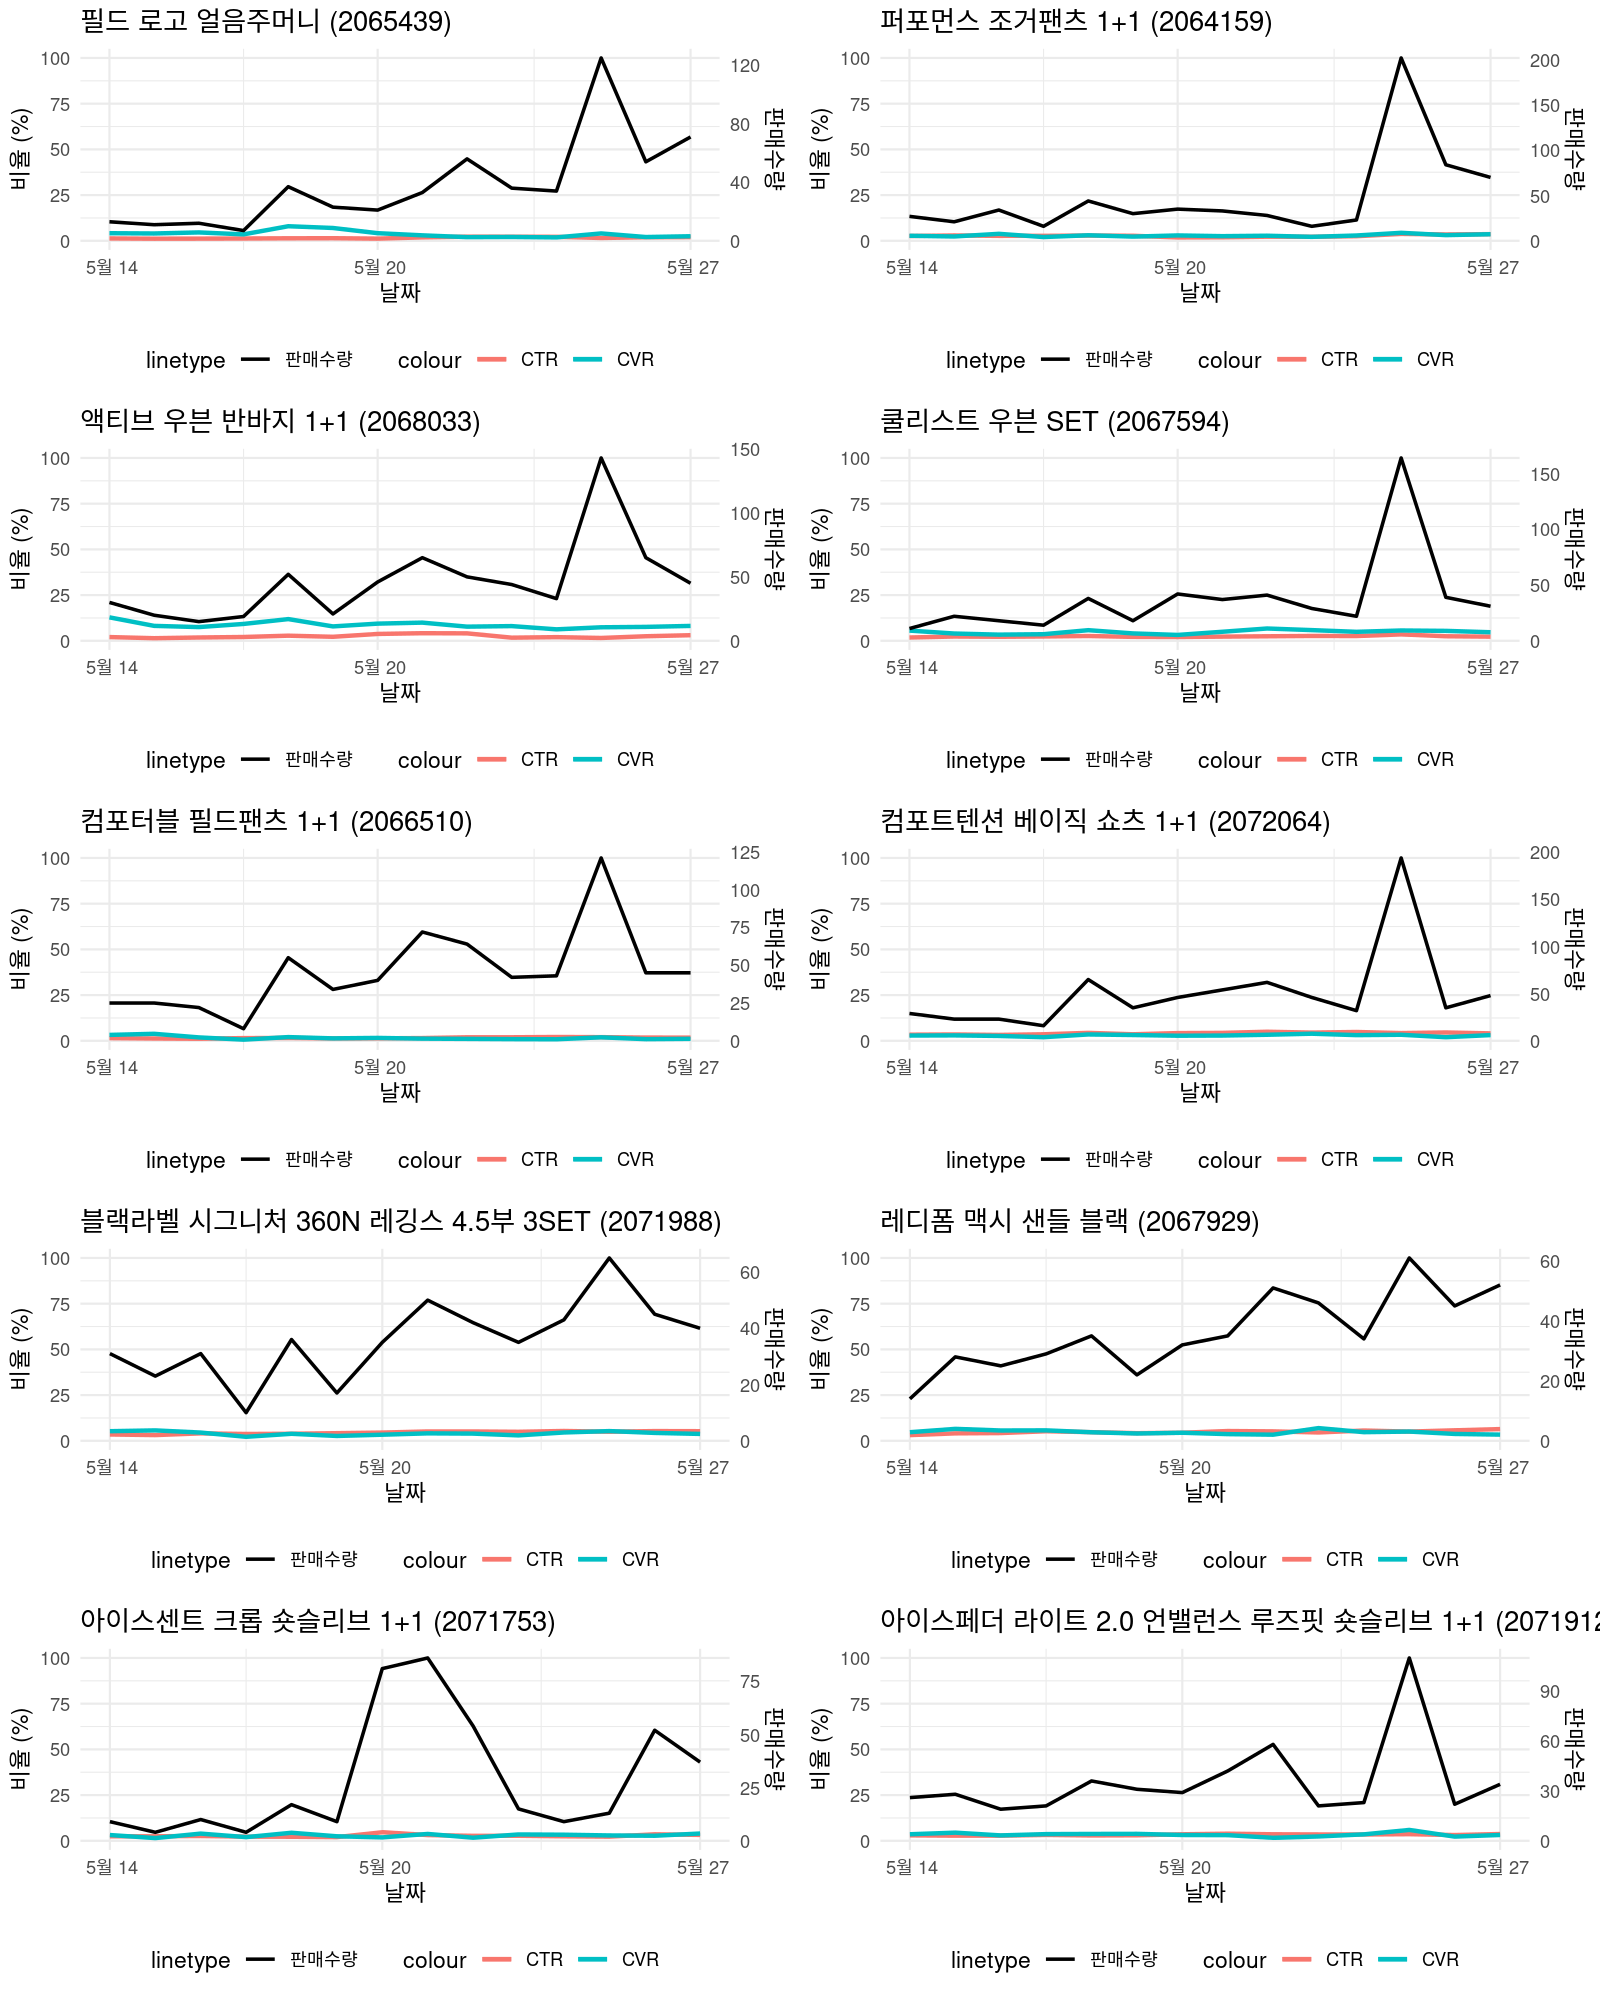 필드 로고 얼음주머니 (2065439)
100
75
50
25
0
비율 (%)
120
80
40
0
판매수량
5월 14
5월 20
5월 27
날짜
linetype 판매수량 colour CTR CVR
퍼포먼스 조거팬츠 1+1 (2064159)
100
75
50
25
0
비율 (%)
200
150
100
50
0
판매수량
5월 14
5월 20
5월 27
날짜
linetype 판매수량 colour CTR CVR
액티브 우븐 반바지 1+1 (2068033)
100
75
50
25
0
비율 (%)
150
100
50
0
판매수량
5월 14
5월 20
5월 27
날짜
linetype 판매수량 colour CTR CVR
쿨리스트 우븐 SET (2067594)
100
75
50
25
0
비율 (%)
150
100
50
0
판매수량
5월 14
5월 20
5월 27
날짜
linetype 판매수량 colour CTR CVR
컴포터블 필드팬츠 1+1 (2066510)
100
75
50
25
0
비율 (%)
125
100
75
50
25
0
판매수량
5월 14
5월 20
5월 27
날짜
linetype 판매수량 colour CTR CVR
컴포트텐션 베이직 쇼츠 1+1 (2072064)
100
75
50
25
0
비율 (%)
200
150
100
50
0
판매수량
5월 14
5월 20
5월 27
날짜
linetype 판매수량 colour CTR CVR
블랙라벨 시그니처 360N 레깅스 4.5부 3SET (2071988)
100
75
50
25
0
비율 (%)
60
40
20
0
판매수량
5월 14
5월 20
5월 27
날짜
linetype 판매수량 colour CTR CVR
레디폼 맥시 샌들 블랙 (2067929)
100
75
50
25
0
비율 (%)
60
40
20
0
판매수량
5월 14
5월 20
5월 27
날짜
linetype 판매수량 colour CTR CVR
아이스센트 크롭 숏슬리브 1+1 (2071753)
100
75
50
25
0
비율 (%)
75
50
25
0
판매수량
5월 14
5월 20
5월 27
날짜
linetype 판매수량 colour CTR CVR
아이스페더 라이트 2.0 언밸런스 루즈핏 숏슬리브 1+1 (2071912
100
75
50
25
0
비율 (%)
90
60
30
0
판매수량
5월 14
5월 20
5월 27
날짜
linetype 판매수량 colour CTR CVR